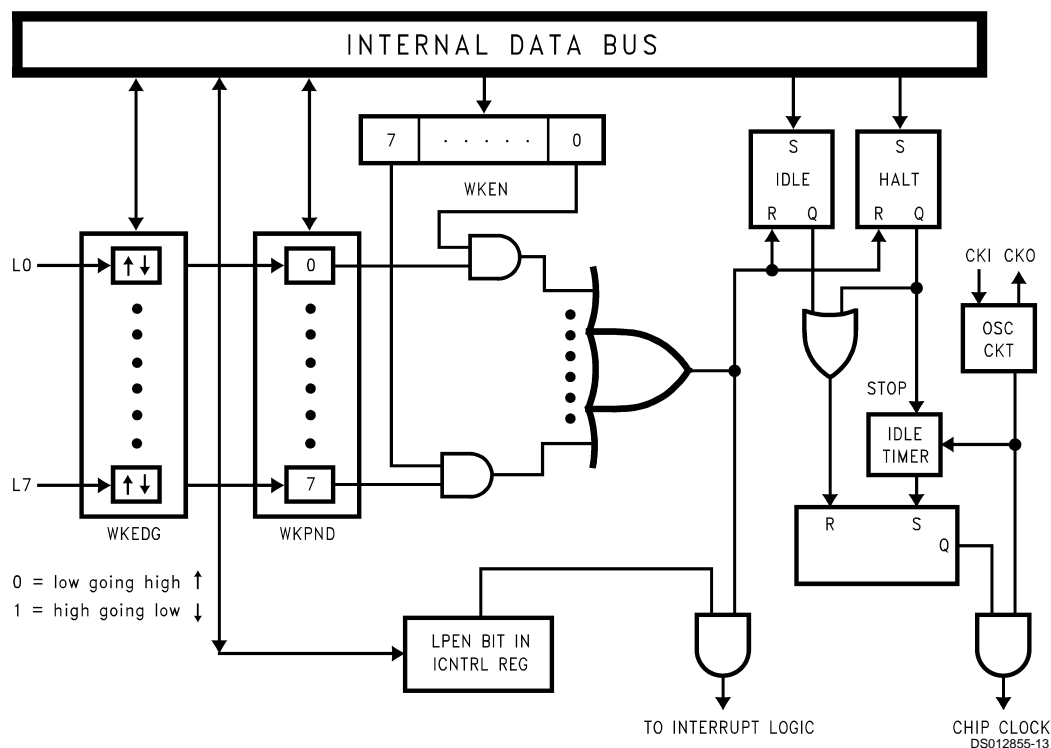 INTERNAL DATA BUS
7 . . . . . 0
WKEN
S
IDLE
R Q
S
HALT
R Q
CKI CKO
OSC
CKT
L0
0
STOP
IDLE
TIMER
L7
7
WKEDG
WKPND
R S
Q
0 = low going high ↑
1 = high going low ↓
LPEN BIT IN
ICNTRL REG
TO INTERRUPT LOGIC
CHIP CLOCK
DS012855-13